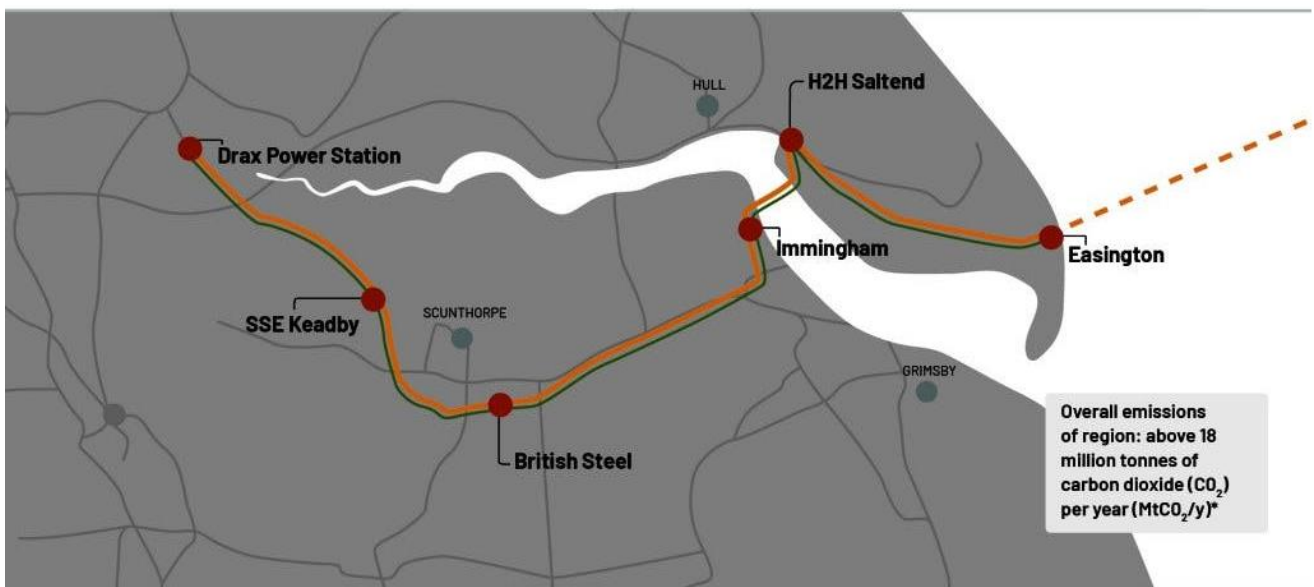 HULL
H2H Saltend
Drax Power Station
Immingham
Easington
SSE Keadby
SCUNTHORPE
GRIMSBY
British Steel
Overall emissions
of region: above 18
million tonnes of
carbon dioxide (CO₂)
per year (MtCO₂/y)*